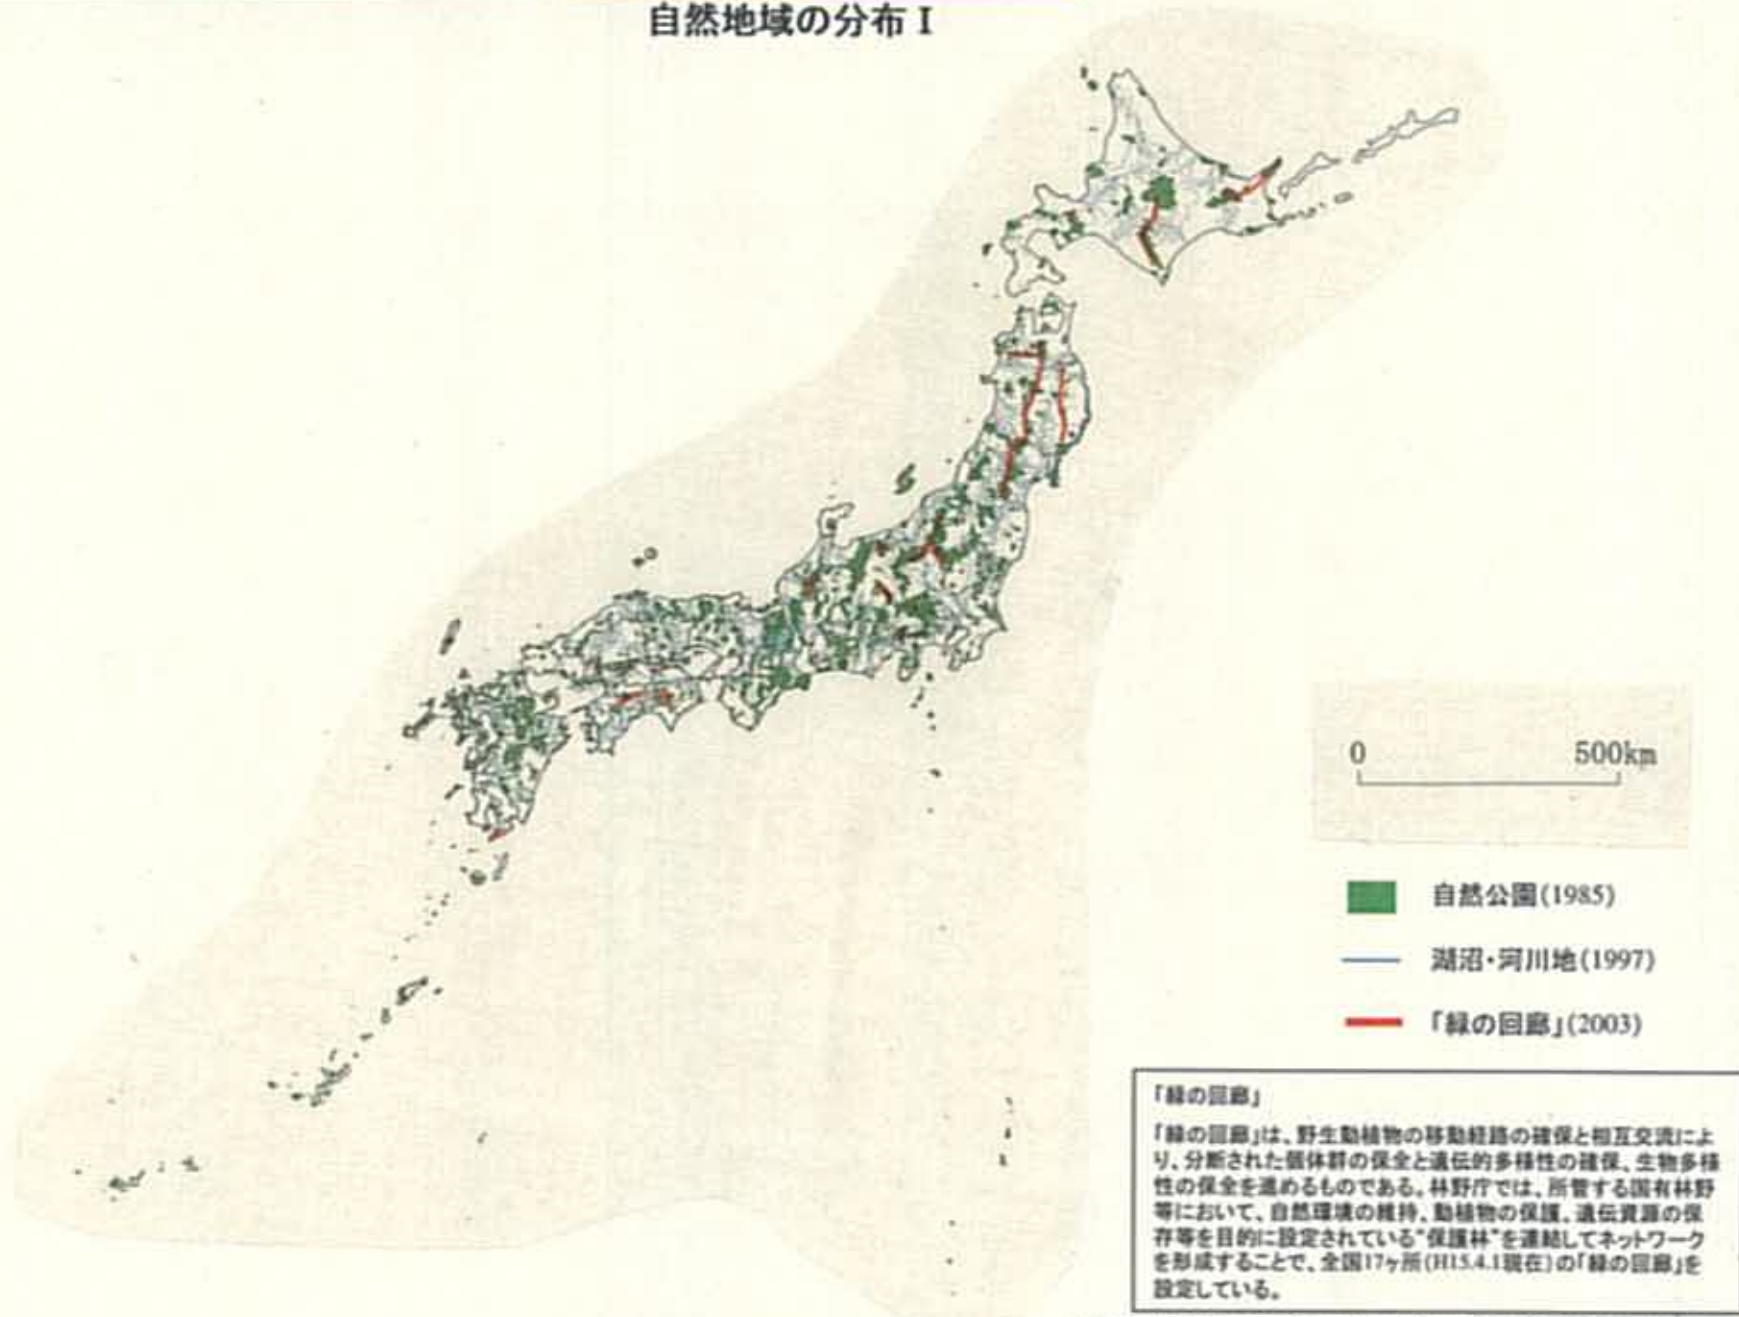 自然地域の分布 I
0 500km
自然公園(1985)
湖沼・河川地(1997)
「緑の回廊」(2003)
「緑の回廊」
「緑の回廊」は、野生動植物の移動経路の確保と相互交流によ
り、分断された個体群の保全と遺伝的多様性の確保、生物多様
性の保全を進めるものである。林野庁では、所管する国有林野
等において、自然環境の維持、動植物の保護、遺伝資源の保
存等を目的に設定されている“保護林”を連結してネットワーク
を形成することで、全国17ヶ所(H15.4.1現在)の「緑の回廊」を
設定している。